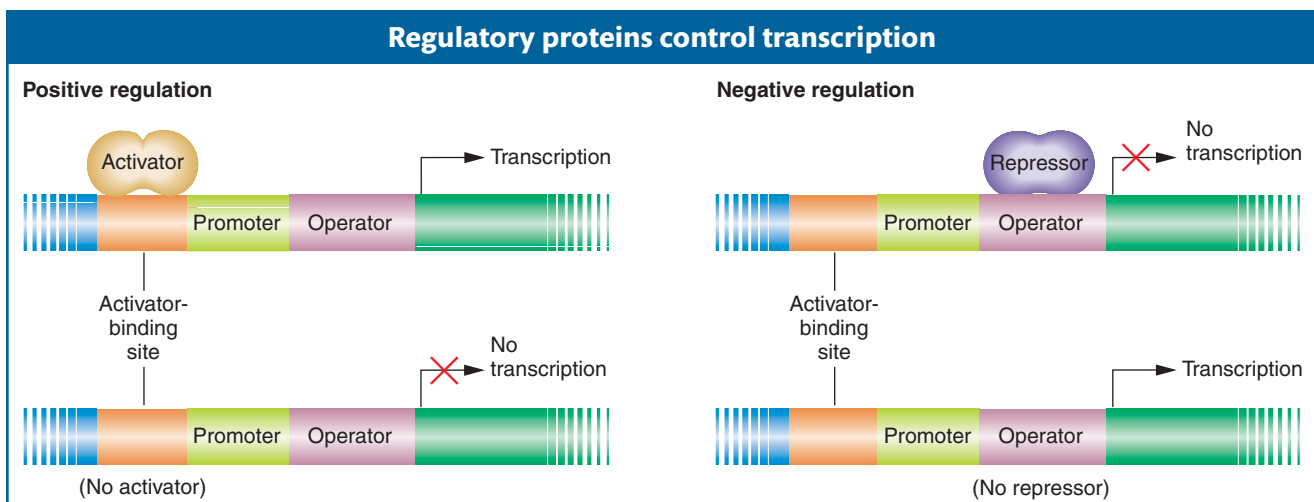 Regulatory proteins control transcription
Positive regulation
Activator
Transcription
Promoter
Operator
Activator-
binding
site
No
transcription
Promoter
Operator
(No activator)
Negative regulation
Repressor
No
transcription
Promoter
Operator
Activator-
binding
site
Transcription
Promoter
Operator
(No repressor)